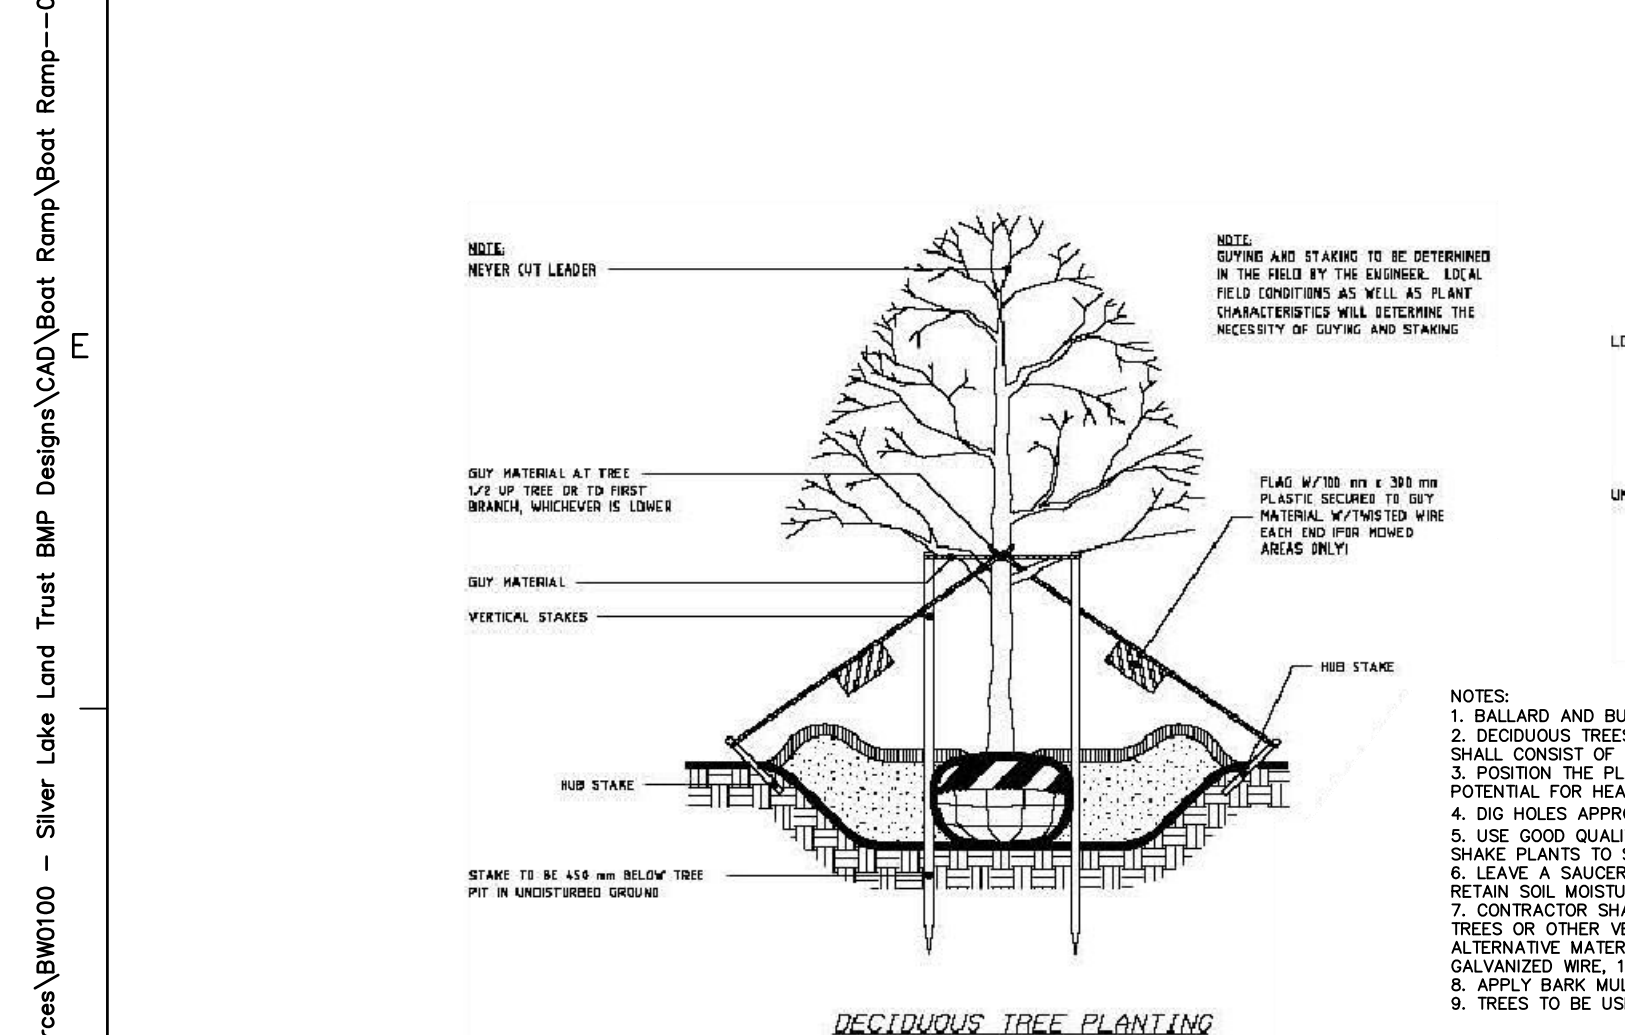 rces\BW0100 - Silver Lake Land Trust BMP Designs\CAD\Boat Ramp\Boat Ramp--C
E
NOTE:
NEVER CUT LEADER
NOTE:
GUYING AND STAKING TO BE DETERMINED
IN THE FIELD BY THE ENGINEER. LOCAL
FIELD CONDITIONS AS WELL AS PLANT
CHARACTERISTICS WILL DETERMINE THE
NECESSITY OF GUYING AND STAKING
GUY MATERIAL AT TREE
1/2 UP TREE OR TO FIRST
BRANCH, WHICHEVER IS LOWER
FLAG W/100 mm x 300 mm
PLASTIC SECURED TO GUY
MATERIAL W/TWISTED WIRE
EACH END (FOR MOWED
AREAS ONLY)
GUY MATERIAL
VERTICAL STAKES
HUB STAKE
HUB STAKE
STAKE TO BE 450 mm BELOW TREE
PIT IN UNDISTURBED GROUND
DECIDUOUS TREE PLANTING
LO
UN
NOTES:
1. BALLARD AND BU
2. DECIDUOUS TREES
SHALL CONSIST OF
3. POSITION THE PL
POTENTIAL FOR HEA
4. DIG HOLES APPRO
5. USE GOOD QUALI
SHAKE PLANTS TO S
6. LEAVE A SAUCER
RETAIN SOIL MOISTU
7. CONTRACTOR SHA
TREES OR OTHER VE
ALTERNATIVE MATER
GALVANIZED WIRE, 1
8. APPLY BARK MUL
9. TREES TO BE USE